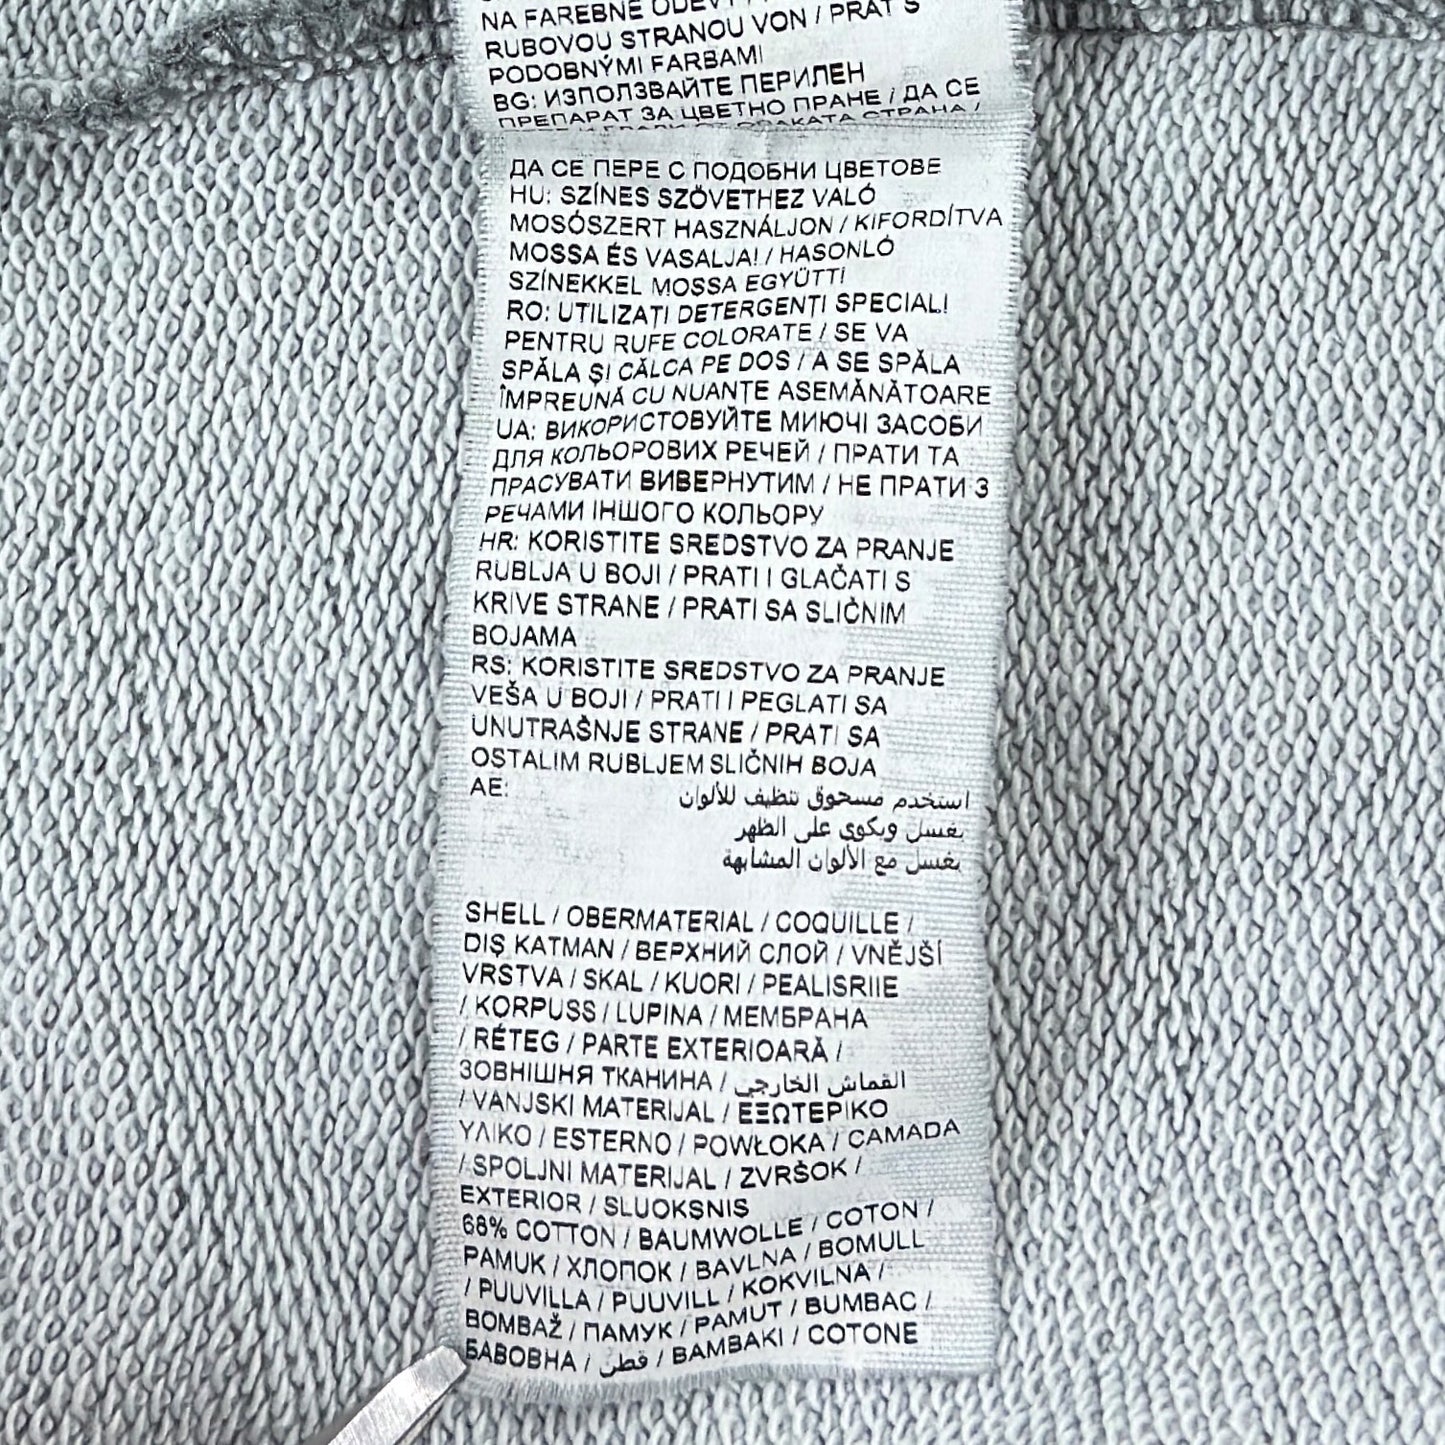 NA FAREBNÉ ODEVY /
RUBOVOU STRANOU VON / PRAŤ S
PODOBNÝMI FARBAMI
BG: ИЗПОЛЗВАЙТЕ ПЕРИЛЕН
ПРЕПАРАТ ЗА ЦВЕТНО ПРАНЕ / ДА СЕ
ДА СЕ ПЕРЕ С ПОДОБНИ ЦВЕТОВЕ
HU: SZÍNES SZÖVETHEZ VALÓ
MOSÓSZERT HASZNÁLJON / KIFORDÍTVA
MOSSA ÉS VASALJA! / HASONLÓ
SZÍNEKKEL MOSSA EGYÜTT!
RO: UTILIZAȚI DETERGENȚI SPECIALI
PENTRU RUFE COLORATE / SE VA
SPĂLA ȘI CĂLCA PE DOS / A SE SPĂLA
ÎMPREUNĂ CU NUANȚE ASEMĂNĂTOARE
UA: ВИКОРИСТОВУЙТЕ МИЮЧІ ЗАСОБИ
ДЛЯ КОЛЬОРОВИХ РЕЧЕЙ / ПРАТИ ТА
ПРАСУВАТИ ВИВЕРНУТИМ / НЕ ПРАТИ З
РЕЧАМИ ІНШОГО КОЛЬОРУ
HR: KORISTITE SREDSTVO ZA PRANJE
RUBLJA U BOJI / PRATI I GLAČATI S
KRIVE STRANE / PRATI SA SLIČNIM
BOJAMA
RS: KORISTITE SREDSTVO ZA PRANJE
VEŠA U BOJI / PRATI I PEGLATI SA
UNUTRAŠNJE STRANE / PRATI SA
OSTALIM RUBLJEM SLIČNIH BOJA
AE: استخدم مسحوق تنظيف للألوان
يغسل ويكوي على الظهر
يغسل مع الألوان المشابهة
SHELL / OBERMATERIAL / COQUILLE /
DIŞ KATMAN / ВЕРХНИЙ СЛОЙ / VNĚJŠÍ
VRSTVA / SKAL / KUORI / PEALISRIIE
/ KORPUSS / LUPINA / МЕМБРАНА
/ RÉTEG / PARTE EXTERIOARĂ /
ЗОВНІШНЯ ТКАНИНА / القماش الخارجي
/ VANJSKI MATERIJAL / ΕΞΩΤΕΡΙΚΟ
ΥΛΙΚΟ / ESTERNO / POWŁOKA / CAMADA
/ SPOLJNI MATERIJAL / ZVRŠOK /
EXTERIOR / SLUOKSNIS
68% COTTON / BAUMWOLLE / COTON /
PAMUK / ХЛОПОК / BAVLNA / BOMULL
/ PUUVILLA / PUUVILL / KOKVILNA /
BOMBAŽ / ПАМУК / PAMUT / BUMBAC /
БАВОВНА / قطن / BAMBAKI / COTONE